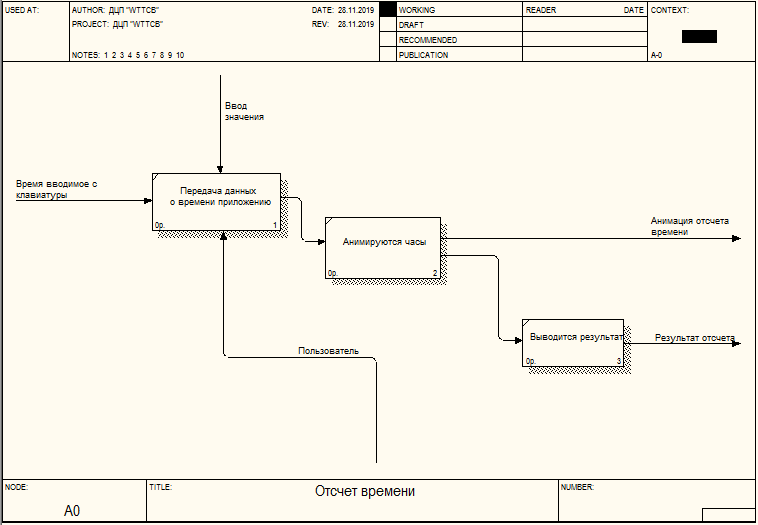 USED AT:
AUTHOR: ДЦП "WTTCB"
DATE: 28.11.2019
PROJECT: ДЦП "WTTCB"
REV: 28.11.2019
NOTES: 1 2 3 4 5 6 7 8 9 10
WORKING
DRAFT
RECOMMENDED
PUBLICATION
READER
DATE
CONTEXT:
A-0
Ввод
значения
Время вводимое с
клавиатуры
Передача данных
о времени приложению
0р.
1
Анимируются часы
0р.
2
Анимация отсчета
времени
Выводится результат
0р.
3
Результат отсчета
Пользователь
NODE:
A0
TITLE:
Отсчет времени
NUMBER: